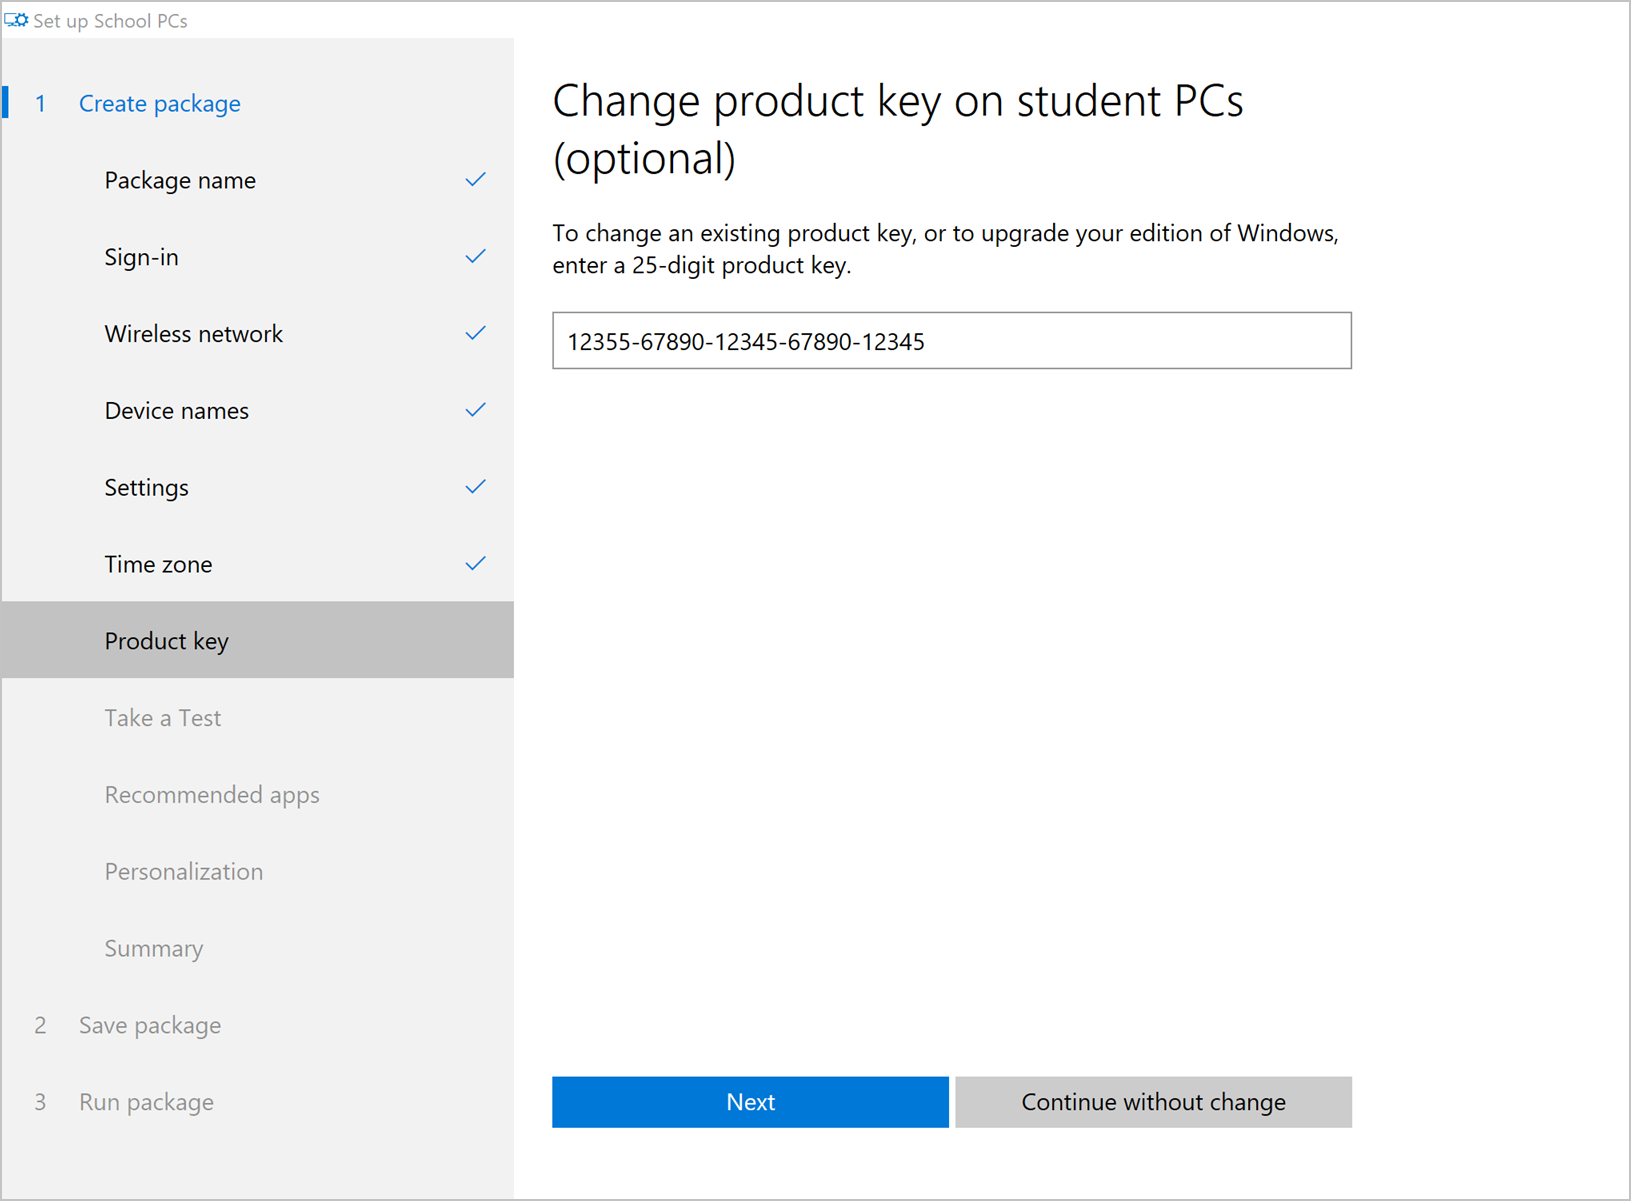 Set up School PCs
1 Create package
Package name
Sign-in
Wireless network
Device names
Settings
Time zone
Product key
Take a Test
Recommended apps
Personalization
Summary
2 Save package
3 Run package
Change product key on student PCs
(optional)
To change an existing product key, or to upgrade your edition of Windows,
enter a 25-digit product key.
12355-67890-12345-67890-12345
Next
Continue without change